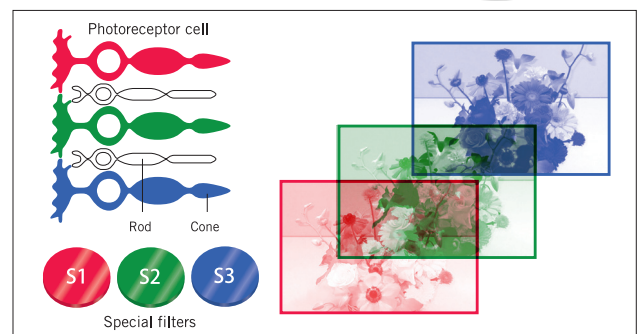 Photoreceptor cell
Rod
Cone
S1
S2
S3
Special filters